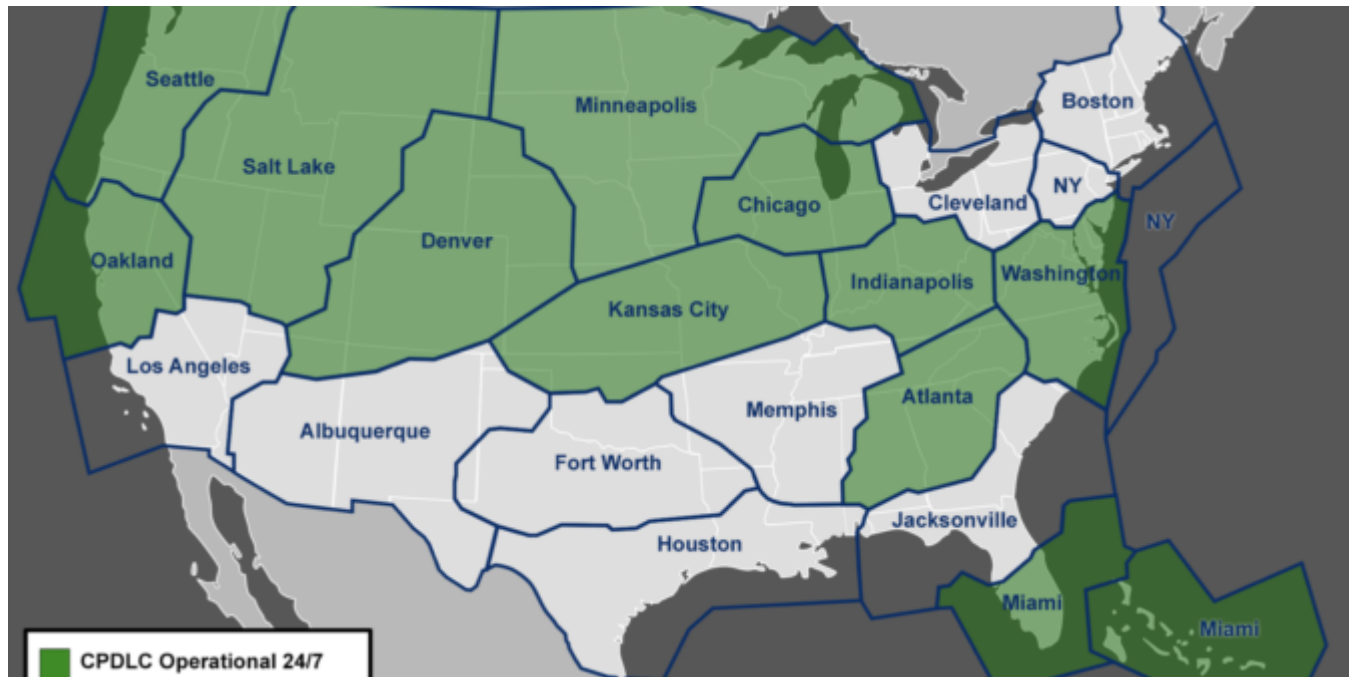 Seattle
Minneapolis
Boston
Salt Lake
NY
Chicago
Cleveland
NY
Denver
Oakland
Indianapolis
Washington
Kansas City
Los Angeles
Atlanta
Memphis
Albuquerque
Fort Worth
Jacksonville
Houston
Miami
Miami
CPDLC Operational 24/7